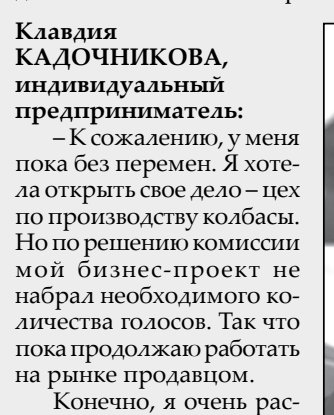 Клавдия
КАДОЧНИКОВА,
индивидуальный
предприниматель:
– К сожалению, у меня
пока без перемен. Я хоте-
ла открыть свое дело – цех
по производству колбасы.
Но по решению комиссии
мой бизнес-проект не
набрал необходимого ко-
личества голосов. Так что
пока продолжаю работать
на рынке продавцом.
Конечно, я очень рас-